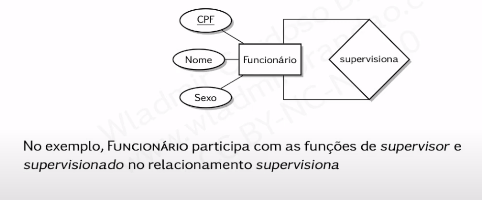 CPF
Nome
Funcionário
supervisiona
Sexo
No exemplo, FUNCIONÁRIO participa com as funções de supervisor e
supervisionado no relacionamento supervisiona